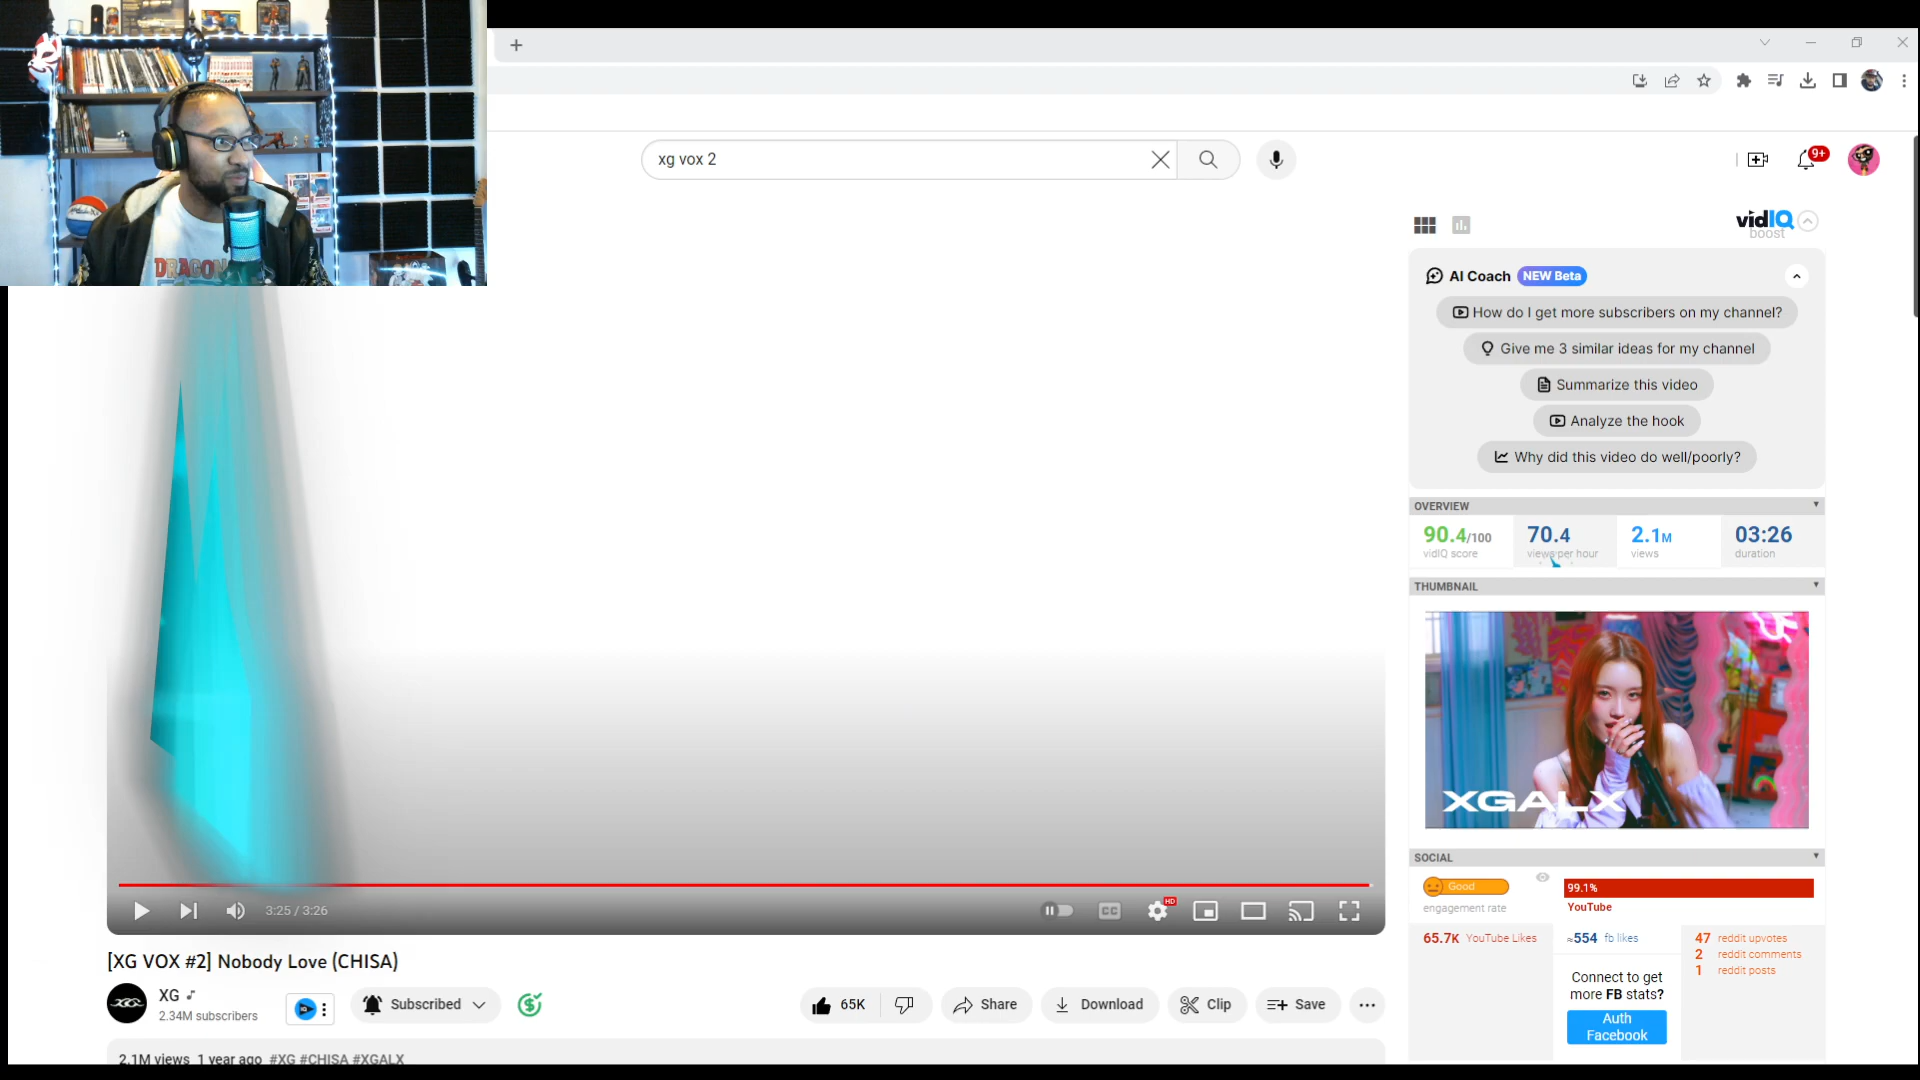 xg vox 2
9+
vidIQ
boost
AI Coach NEW Beta
How do I get more subscribers on my channel?
Give me 3 similar ideas for my channel
Summarize this video
Analyze the hook
Why did this video do well/poorly?
OVERVIEW
90.4/100
vidIQ score
70.4
views per hour
2.1M
views
03:26
duration
THUMBNAIL
XGALX
SOCIAL
Good
engagement rate
99.1%
YouTube
65.7K YouTube Likes
≈554 fb likes
47 reddit upvotes
2 reddit comments
1 reddit posts
Connect to get
more FB stats?
Auth
Facebook
3:25 / 3:26
CC
HD
[XG VOX #2] Nobody Love (CHISA)
XG
2.34M subscribers
Subscribed
65K
Share
Download
Clip
Save
2.1M views 1 year ago #XG #CHISA #XGALX
DRAGON